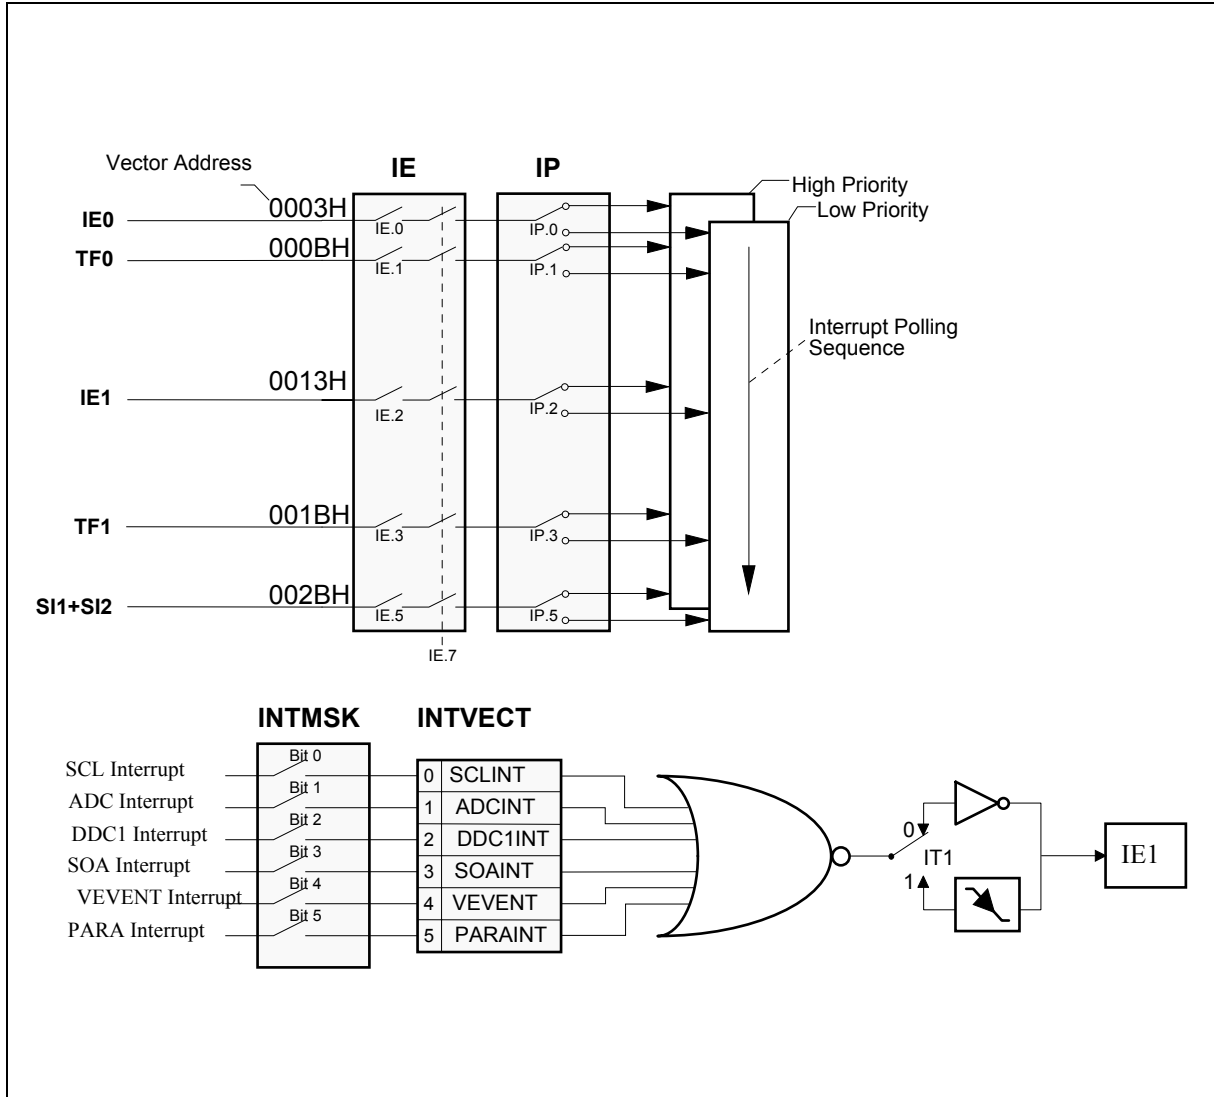 Vector Address
IE
IP
High Priority
Low Priority
IE0
0003H
IE.0
IP.0
TF0
000BH
IE.1
IP.1
Interrupt Polling
Sequence
IE1
0013H
IE.2
IP.2
TF1
001BH
IE.3
IP.3
SI1+SI2
002BH
IE.5
IP.5
IE.7
INTMSK
INTVECT
SCL Interrupt
Bit 0
0 SCLINT
ADC Interrupt
Bit 1
1 ADCINT
DDC1 Interrupt
Bit 2
2 DDC1INT
SOA Interrupt
Bit 3
3 SOAINT
VEVENT Interrupt
Bit 4
4 VEVENT
PARA Interrupt
Bit 5
5 PARAINT
0
IT1
1
IE1